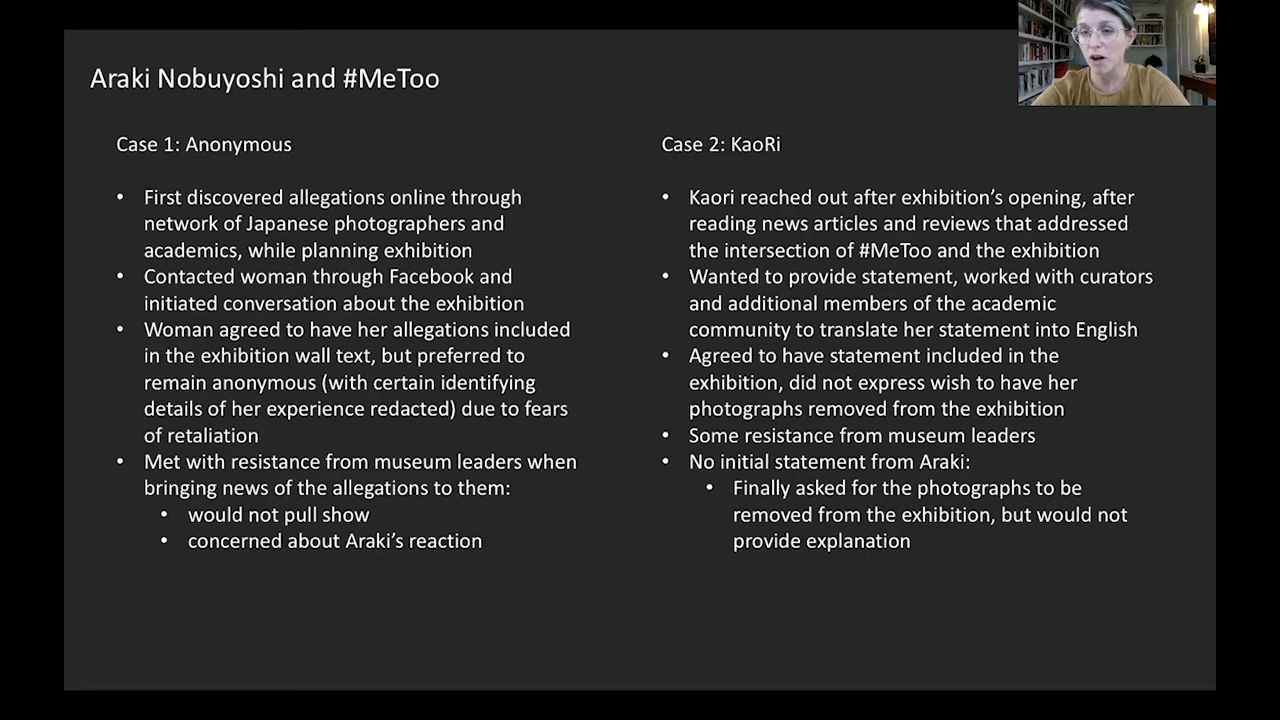 Araki Nobuyoshi and #MeToo
Case 1: Anonymous
• First discovered allegations online through
network of Japanese photographers and
academics, while planning exhibition
• Contacted woman through Facebook and
initiated conversation about the exhibition
• Woman agreed to have her allegations included
in the exhibition wall text, but preferred to
remain anonymous (with certain identifying
details of her experience redacted) due to fears
of retaliation
• Met with resistance from museum leaders when
bringing news of the allegations to them:
• would not pull show
• concerned about Araki’s reaction
Case 2: KaoRi
• Kaori reached out after exhibition’s opening, after
reading news articles and reviews that addressed
the intersection of #MeToo and the exhibition
• Wanted to provide statement, worked with curators
and additional members of the academic
community to translate her statement into English
• Agreed to have statement included in the
exhibition, did not express wish to have her
photographs removed from the exhibition
• Some resistance from museum leaders
• No initial statement from Araki:
• Finally asked for the photographs to be
removed from the exhibition, but would not
provide explanation